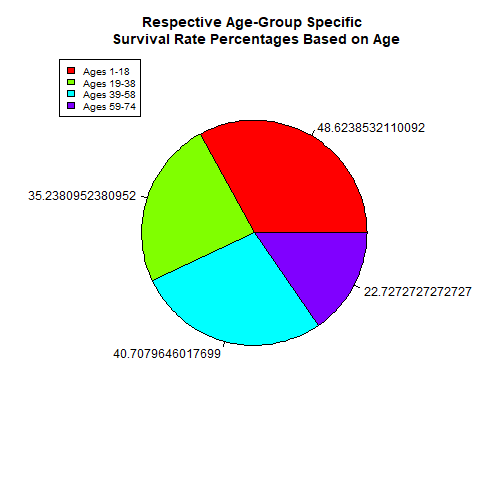 Respective Age-Group Specific
Survival Rate Percentages Based on Age
Ages 1-18
Ages 19-38
Ages 39-58
Ages 59-74
48.6238532110092
35.2380952380952
22.7272727272727
40.7079646017699